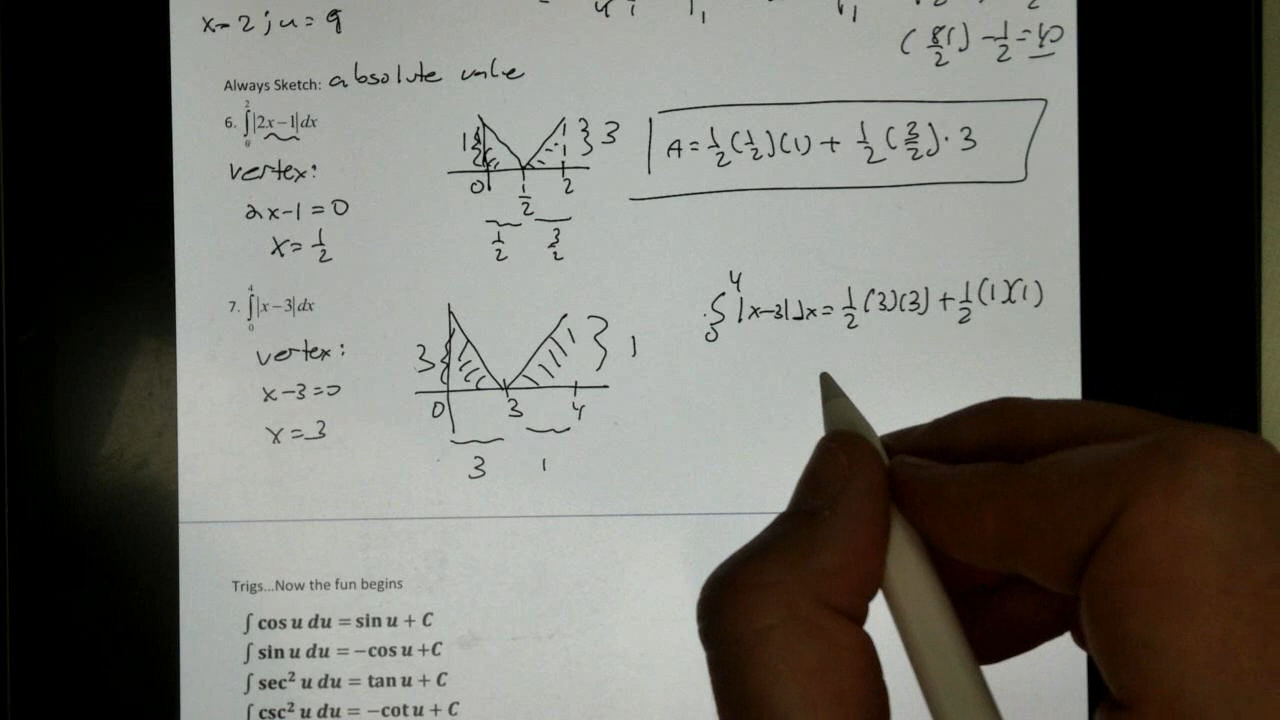 x=2; u=9
(81/2) - 1/2 = 40
Always Sketch: absolute value
6. ∫₀² |2x−1| dx
vertex:
2x-1=0
x=1/2
1
3
0 1/2 2
1/2 3/2
A = 1/2(1/2)(1) + 1/2(3/2)·3
7. ∫₀⁴ |x−3| dx
vertex:
x-3=0
x=3
3
1
0 3 4
3 1
∫₀⁴ |x-3| dx = 1/2(3)(3) + 1/2(1)(1)
Trigs...Now the fun begins
∫ cos u du = sin u + C
∫ sin u du = −cos u +C
∫ sec² u du = tan u + C
∫ csc² u du = −cot u + C